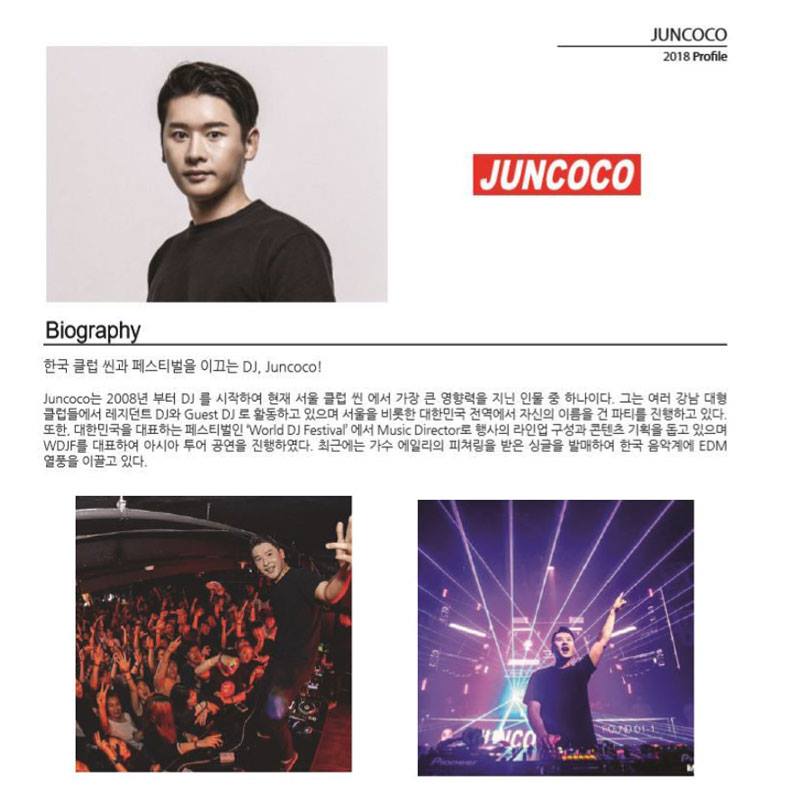 JUNCOCO
2018 Profile
JUNCOCO
Biography
한국 클럽 씬과 페스티벌을 이끄는 DJ, Juncoco!
Juncoco는 2008년 부터 DJ 를 시작하여 현재 서울 클럽 씬 에서 가장 큰 영향력을 지닌 인물 중 하나이다. 그는 여러 강남 대형
클럽들에서 레지던트 DJ와 Guest DJ 로 활동하고 있으며 서울을 비롯한 대한민국 전역에서 자신의 이름을 건 파티를 진행하고 있다.
또한, 대한민국을 대표하는 페스티벌인 ‘World DJ Festival’ 에서 Music Director로 행사의 라인업 구성과 콘텐츠 기획을 돕고 있으며
WDJF를 대표하여 아시아 투어 공연을 진행하였다. 최근에는 가수 에일리의 피쳐링을 받은 싱글을 발매하여 한국 음악계에 EDM
열풍을 이끌고 있다.
JUNCOCO
Pioneer